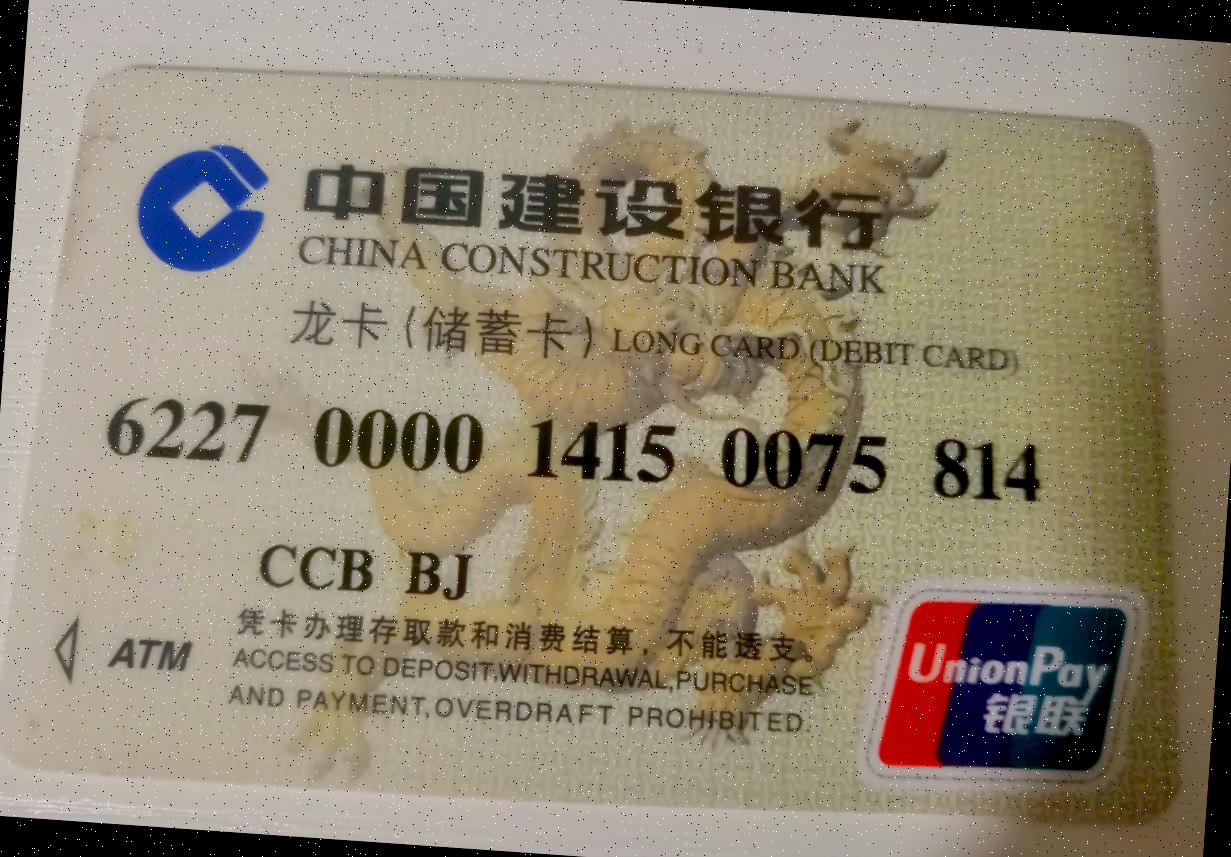 中国建设银行
CHINA CONSTRUCTION BANK
龙卡(储蓄卡) LONG CARD (DEBIT CARD)
6227 0000 1415 0075 814
CCB BJ
凭卡办理存取款和消费结算，不能透支。
ATM
ACCESS TO DEPOSIT.WITHDRAWAL,PURCHASE
AND PAYMENT,OVERDRAFT PROHIBITED.
UnionPay
银联